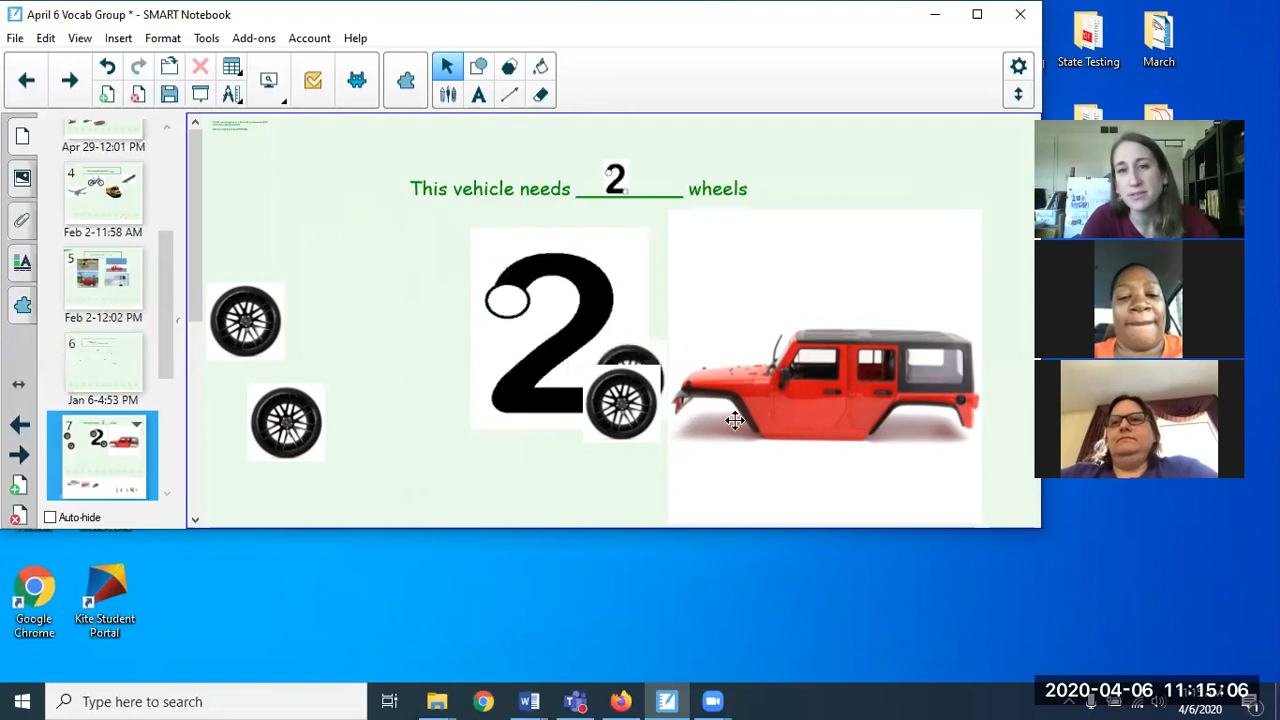 April 6 Vocab Group * - SMART Notebook
File Edit View Insert Format Tools Add-ons Account Help
State Testing
March
Apr 29-12:01 PM
4
Feb 2-11:58 AM
5
Feb 2-12:02 PM
6
Jan 6-4:53 PM
7
Auto-hide
This vehicle needs 2 wheels
2
Google Chrome
Kite Student Portal
Type here to search
2020-04-06 11:15:06
4/6/2020